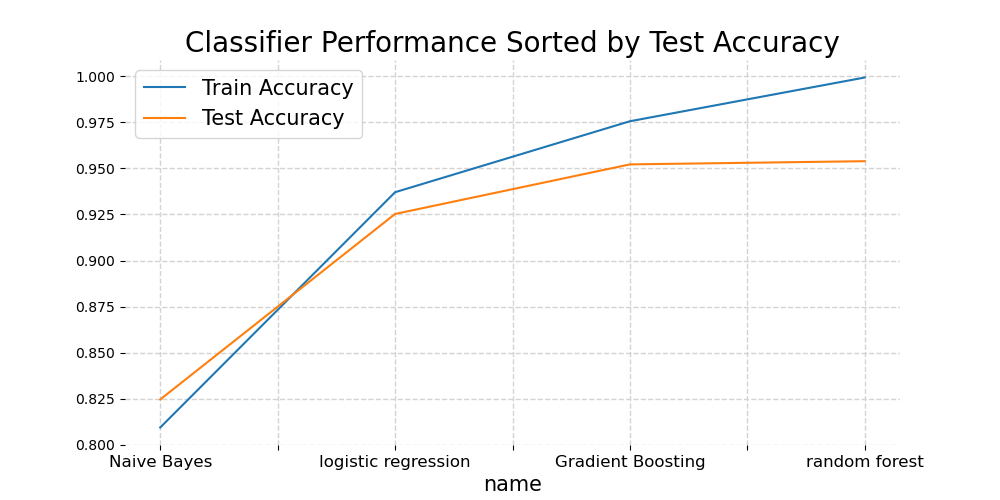 Classifier Performance Sorted by Test Accuracy
Train Accuracy
Test Accuracy
1.000
0.975
0.950
0.925
0.900
0.875
0.850
0.825
0.800
Naive Bayes logistic regression Gradient Boosting random forest
name